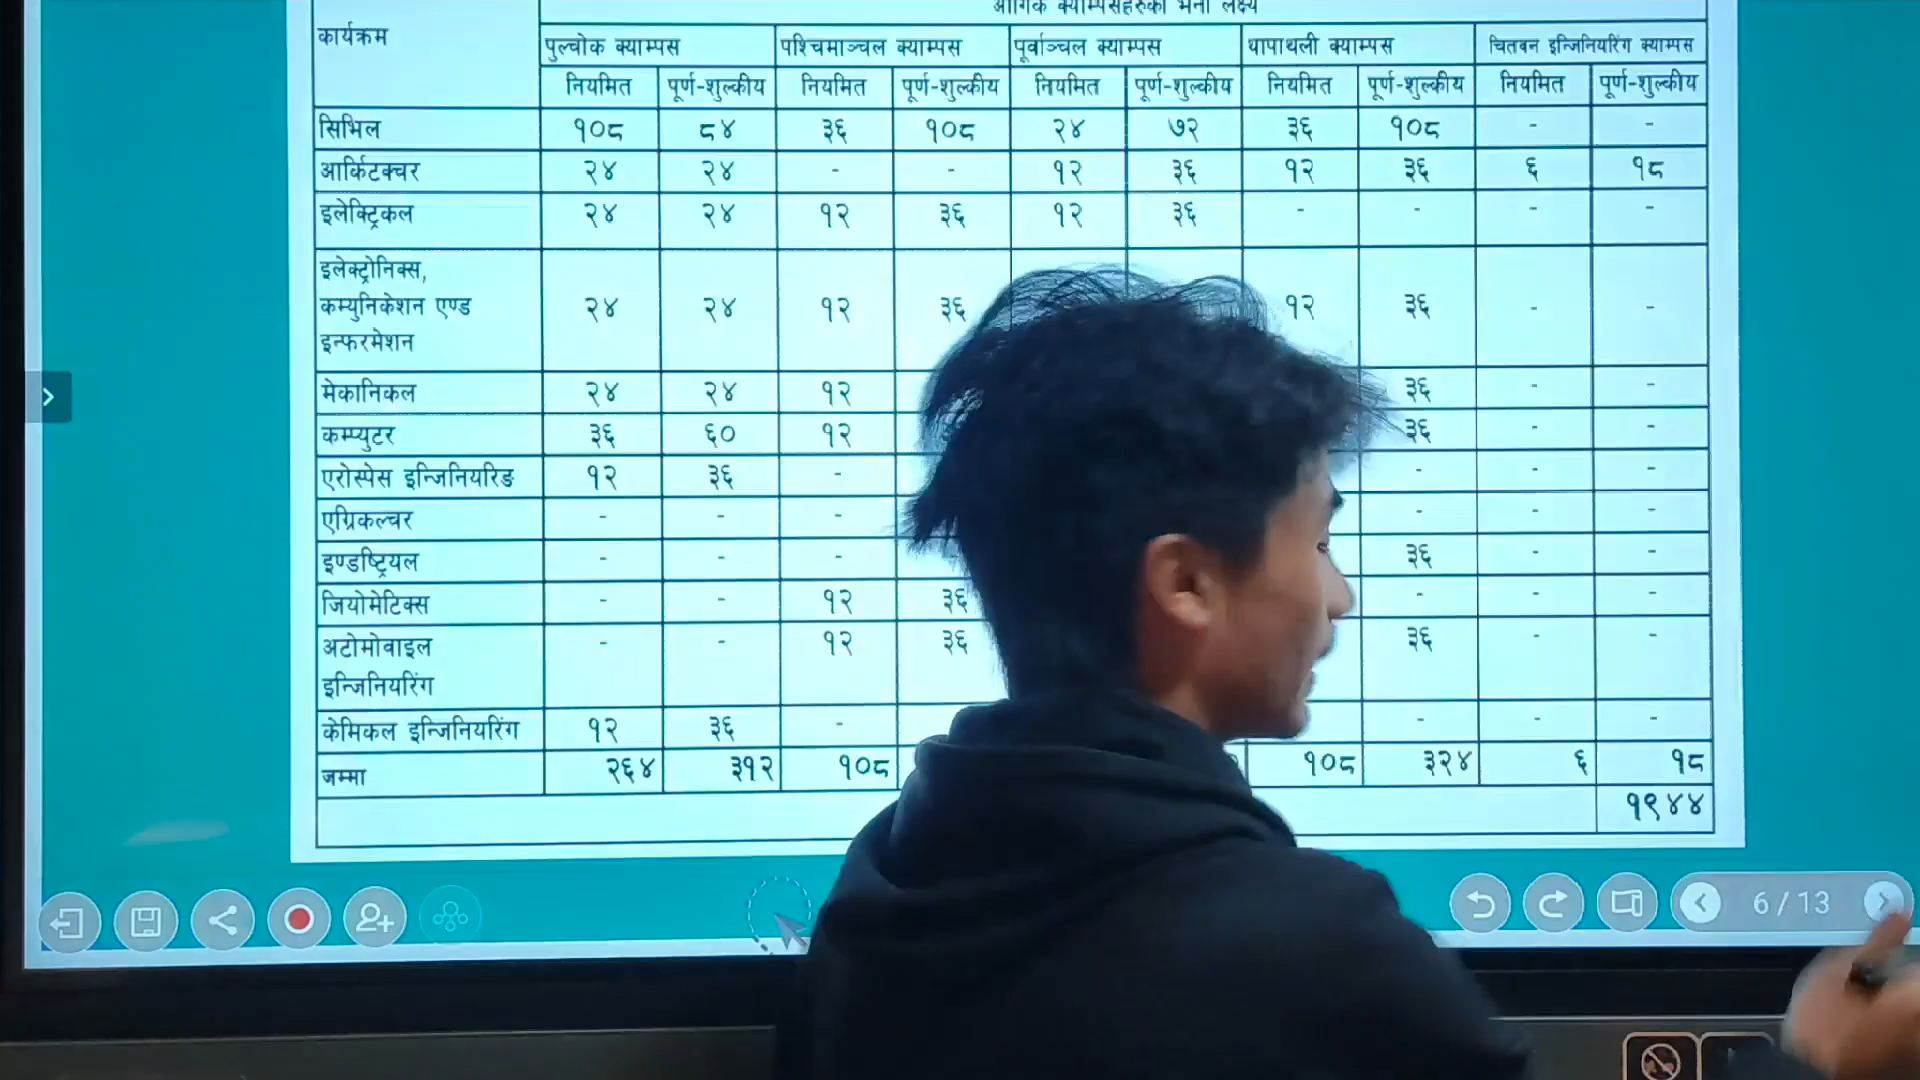 आंगिक क्याम्पसहरुको भर्ना लक्ष्य
कार्यक्रम पुल्चोक क्याम्पस पश्चिमाञ्चल क्याम्पस पूर्वाञ्चल क्याम्पस थापाथली क्याम्पस चितवन इन्जिनियरिंग क्याम्पस
नियमित पूर्ण-शुल्कीय नियमित पूर्ण-शुल्कीय नियमित पूर्ण-शुल्कीय नियमित पूर्ण-शुल्कीय नियमित पूर्ण-शुल्कीय
सिभिल १०८ ८४ ३६ १०८ २४ ७२ ३६ १०८ - -
आर्किटेक्चर २४ २४ - - १२ ३६ १२ ३६ ६ १८
इलेक्ट्रिकल २४ २४ १२ ३६ १२ ३६ - - - -
इलेक्ट्रोनिक्स,
कम्युनिकेशन एण्ड २४ २४ १२ ३६ १२ ३६ - -
इन्फरमेशन
मेकानिकल २४ २४ १२ ३६ - -
कम्प्युटर ३६ ६० १२ ३६ - -
एरोस्पेस इन्जिनियरिङ १२ ३६ - - - -
एग्रिकल्चर - - - - - -
इण्डष्ट्रियल - - - ३६ - -
जियोमेटिक्स - - १२ ३६ - - -
अटोमोवाइल - - १२ ३६ ३६ - -
इन्जिनियरिंग
केमिकल इन्जिनियरिंग १२ ३६ - - - -
जम्मा २६४ ३१२ १०८ १०८ ३२४ ६ १८
१९४४
6 / 13